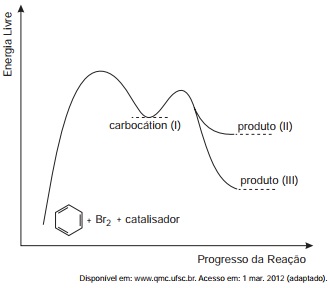 Energia Livre
carbocátion (I)
produto (II)
produto (III)
+ Br2 + catalisador
Progresso da Reação
Disponível em: www.qmc.ufsc.br. Acesso em: 1 mar. 2012 (adaptado).